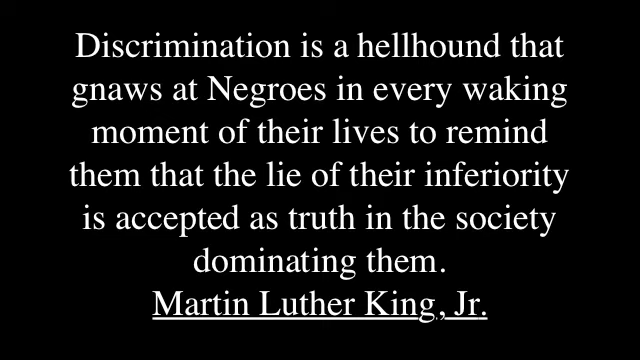 Discrimination is a hellhound that
gnaws at Negroes in every waking
moment of their lives to remind
them that the lie of their inferiority
is accepted as truth in the society
dominating them.
Martin Luther King, Jr.